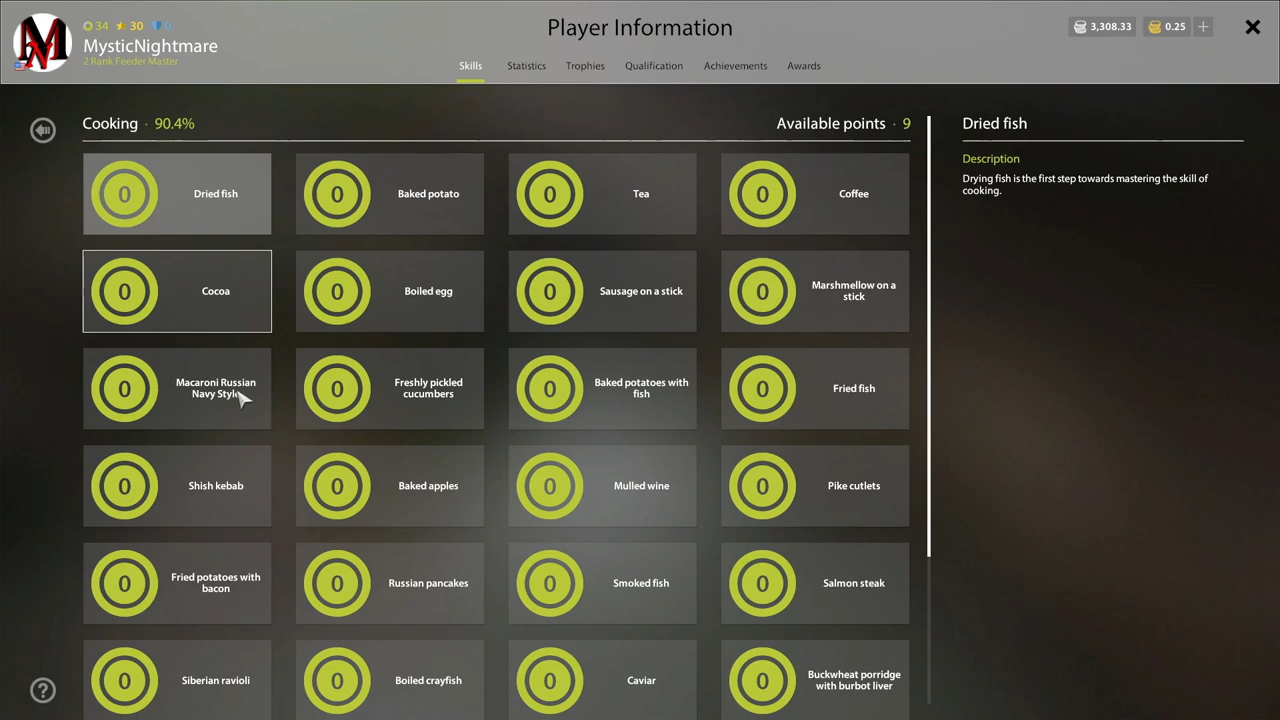 34 30 0
MysticNightmare
2 Rank Feeder Master
Player Information
3,308.33 0.25
Skills Statistics Trophies Qualification Achievements Awards
Cooking · 90.4%
Available points · 9
0 Dried fish
0 Baked potato
0 Tea
0 Coffee
0 Cocoa
0 Boiled egg
0 Sausage on a stick
0 Marshmellow on a
stick
0 Macaroni Russian
Navy Style
0 Freshly pickled
cucumbers
0 Baked potatoes with
fish
0 Fried fish
0 Shish kebab
0 Baked apples
0 Mulled wine
0 Pike cutlets
0 Fried potatoes with
bacon
0 Russian pancakes
0 Smoked fish
0 Salmon steak
0 Siberian ravioli
0 Boiled crayfish
0 Caviar
0 Buckwheat porridge
with burbot liver
Dried fish
Description
Drying fish is the first step towards mastering the skill of
cooking.